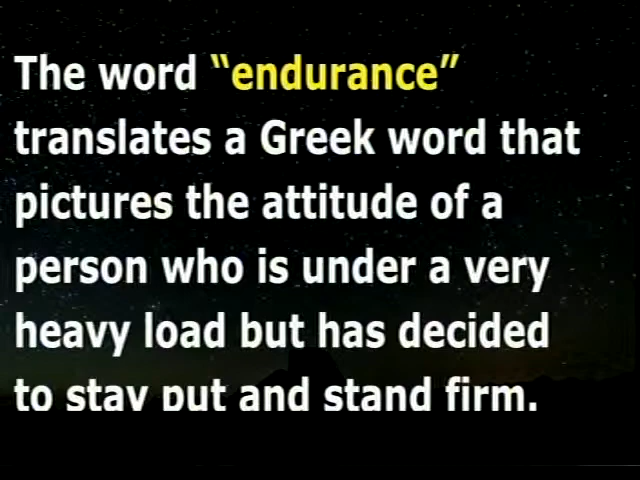 The word “endurance”
translates a Greek word that
pictures the attitude of a
person who is under a very
heavy load but has decided
to stay put and stand firm.